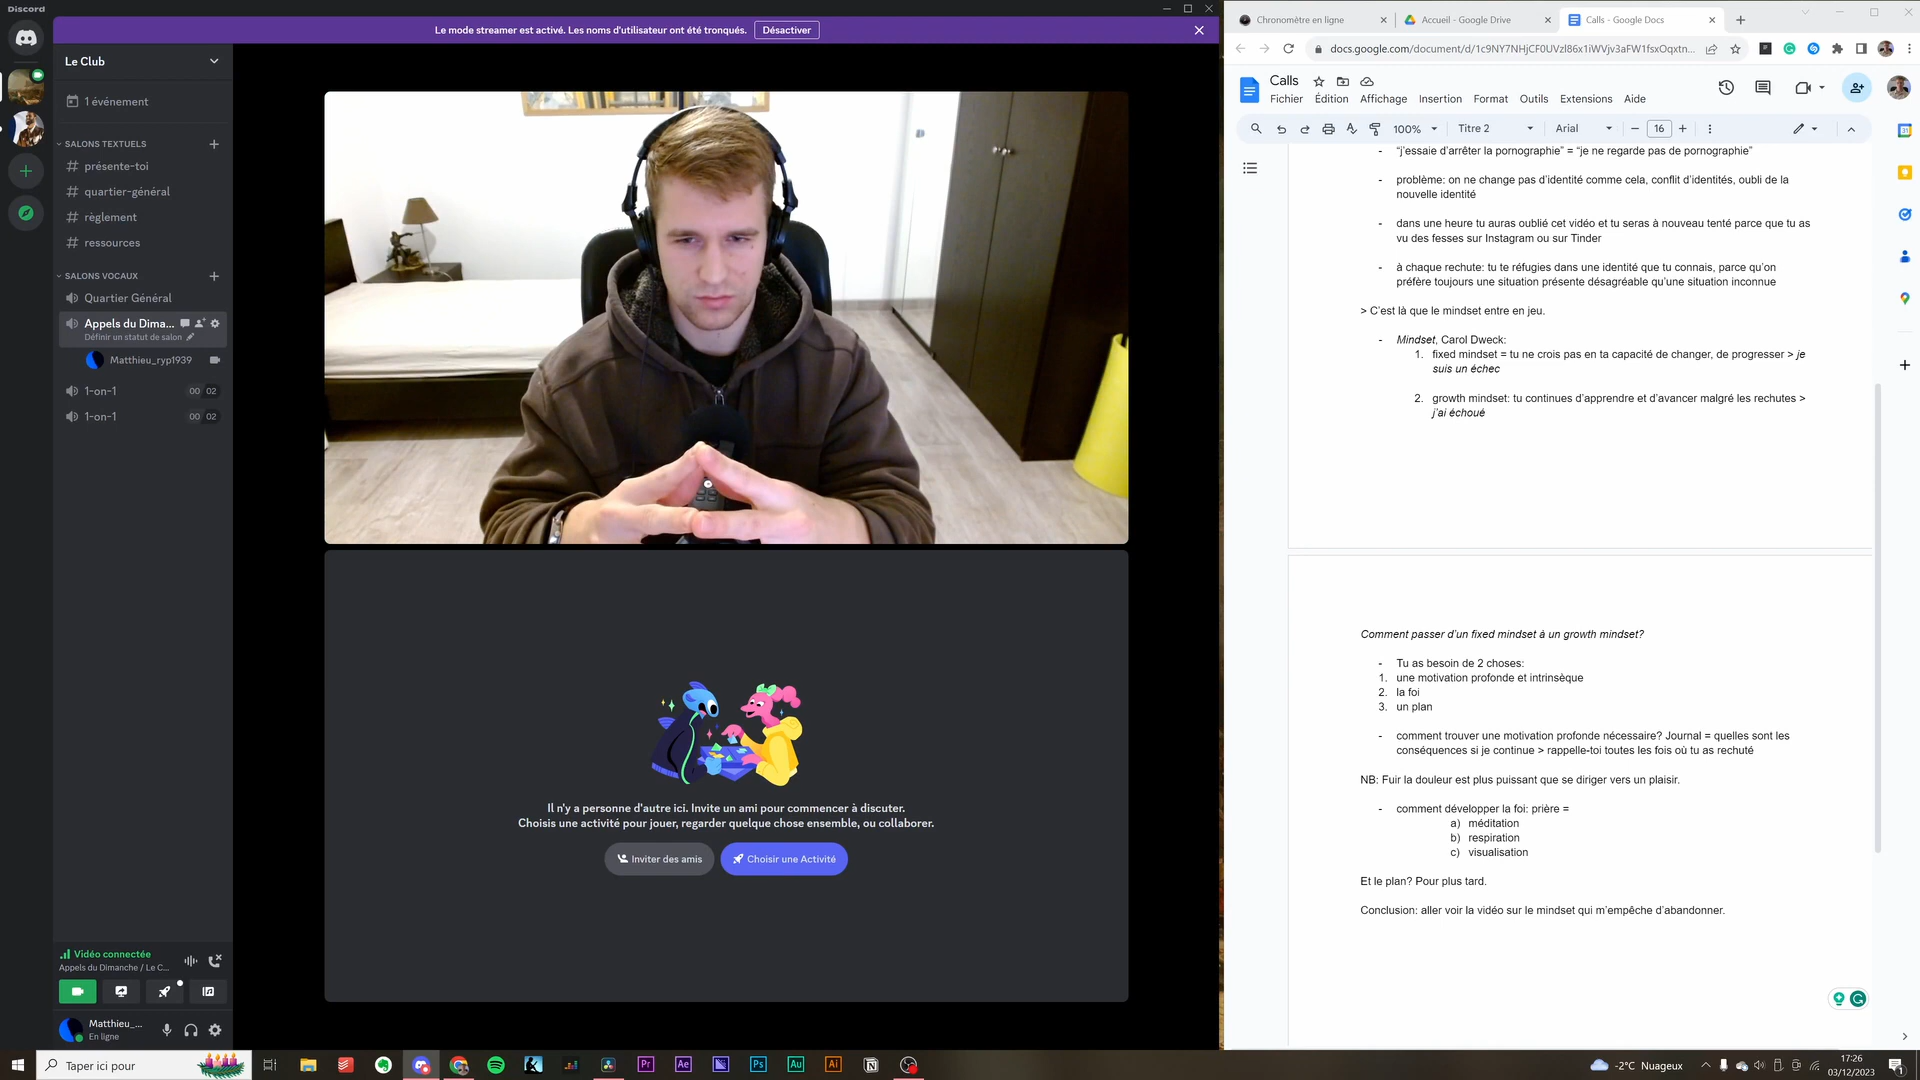 Discord
Le mode streamer est activé. Les noms d'utilisateur ont été tronqués.
Désactiver
Le Club
1 événement
SALONS TEXTUELS
présente-toi
quartier-général
règlement
ressources
SALONS VOCAUX
Quartier Général
Appels du Dima...
Définir un statut de salon
Matthieu_ryp1939
1-on-1
00 02
1-on-1
00 02
Il n'y a personne d'autre ici. Invite un ami pour commencer à discuter.
Choisis une activité pour jouer, regarder quelque chose ensemble, ou collaborer.
Inviter des amis
Choisir une Activité
Vidéo connectée
Appels du Dimanche / Le C...
Matthieu_...
En ligne
Chronomètre en ligne
Accueil - Google Drive
Calls - Google Docs
docs.google.com/document/d/1c9NY7NHjCF0UVzl86x1iWVjv3aFW1fsxOqxtn...
Calls
Fichier Édition Affichage Insertion Format Outils Extensions Aide
100% Titre 2 Arial 16
- "j'essaie d'arrêter la pornographie" = "je ne regarde pas de pornographie"
- problème: on ne change pas d'identité comme cela, conflit d'identités, oubli de la
nouvelle identité
- dans une heure tu auras oublié cet vidéo et tu seras à nouveau tenté parce que tu as
vu des fesses sur Instagram ou sur Tinder
- à chaque rechute: tu te réfugies dans une identité que tu connais, parce qu'on
préfère toujours une situation présente désagréable qu'une situation inconnue
> C'est là que le mindset entre en jeu.
- Mindset, Carol Dweck:
1. fixed mindset = tu ne crois pas en ta capacité de changer, de progresser > je
suis un échec
2. growth mindset: tu continues d'apprendre et d'avancer malgré les rechutes >
j'ai échoué
Comment passer d'un fixed mindset à un growth mindset?
- Tu as besoin de 2 choses:
1. une motivation profonde et intrinsèque
2. la foi
3. un plan
- comment trouver une motivation profonde nécessaire? Journal = quelles sont les
conséquences si je continue > rappelle-toi toutes les fois où tu as rechuté
NB: Fuir la douleur est plus puissant que se diriger vers un plaisir.
- comment développer la foi: prière =
a) méditation
b) respiration
c) visualisation
Et le plan? Pour plus tard.
Conclusion: aller voir la vidéo sur le mindset qui m'empêche d'abandonner.
Taper ici pour
Pr
Ae
Ps
Au
Ai
-2°C Nuageux
17:26
03/12/2023